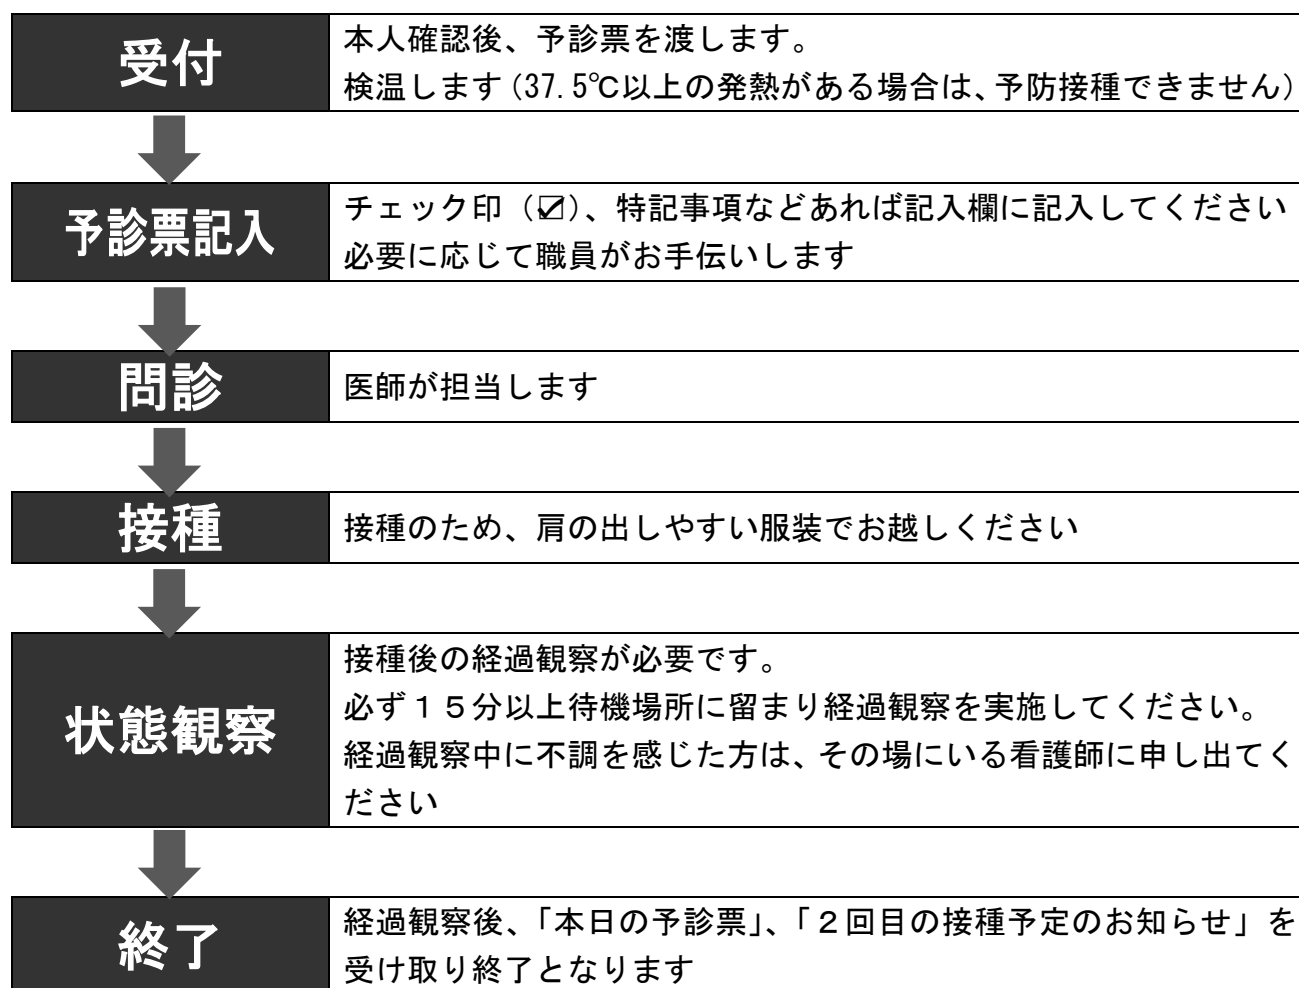 受付
本人確認後、予診票を渡します。
検温します(37.5℃以上の発熱がある場合は、予防接種できません)
予診票記入
チェック印(☑)、特記事項などあれば記入欄に記入してください
必要に応じて職員がお手伝いします
問診
医師が担当します
接種
接種のため、肩の出しやすい服装でお越しください
状態観察
接種後の経過観察が必要です。
必ず15分以上待機場所に留まり経過観察を実施してください。
経過観察中に不調を感じた方は、その場にいる看護師に申し出てく
ださい
終了
経過観察後、「本日の予診票」、「2回目の接種予定のお知らせ」を
受け取り終了となります